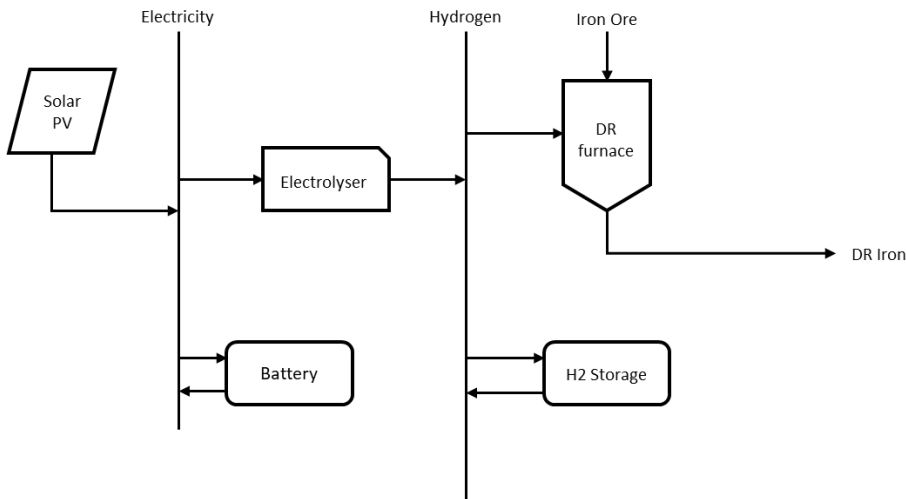 Electricity
Hydrogen
Iron Ore
Solar
PV
DR
furnace
Electrolyser
DR Iron
Battery
H2 Storage